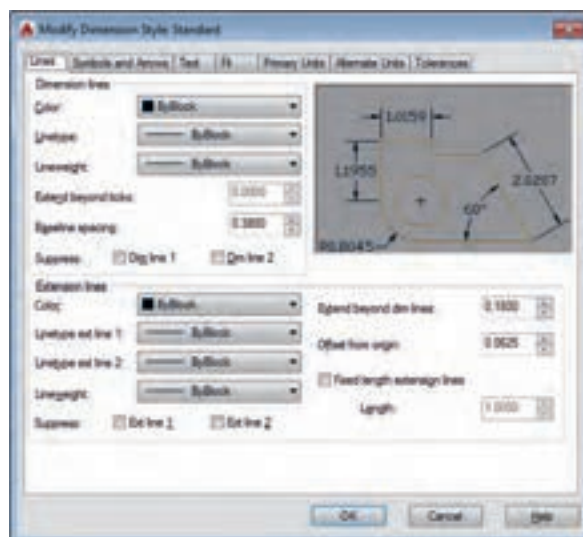 Modify Dimension Style: Standard
Lines Symbols and Arrows Text Fit Primary Units Alternate Units Tolerances
Dimension lines
Color: ByBlock
Linetype: ByBlock
Lineweight: ByBlock
Extend beyond ticks: 0.0000
Baseline spacing: 0.3800
Suppress: Dim line 1 Dim line 2
1.0159
1.1955
2.0207
60°
R0.8045
Extension lines
Color: ByBlock
Linetype ext line 1: ByBlock
Linetype ext line 2: ByBlock
Lineweight: ByBlock
Suppress: Ext line 1 Ext line 2
Extend beyond dim lines: 0.1800
Offset from origin: 0.0625
Fixed length extension lines
Length: 1.0000
OK Cancel Help